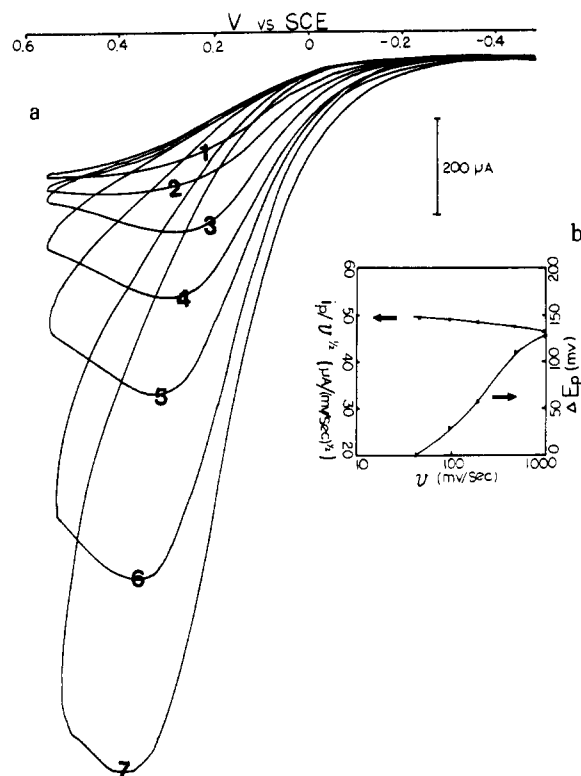 V vs SCE
0.6 0.4 0.2 0 -0.2 -0.4
a
200 µA
1
2
3
4
5
6
7
b
60 50 40 30 20
ip/υ^½ (µA/(mv/sec)^½)
200 150 100 50 0
Δ Ep (mv)
10 100 1000
υ (mv/sec)